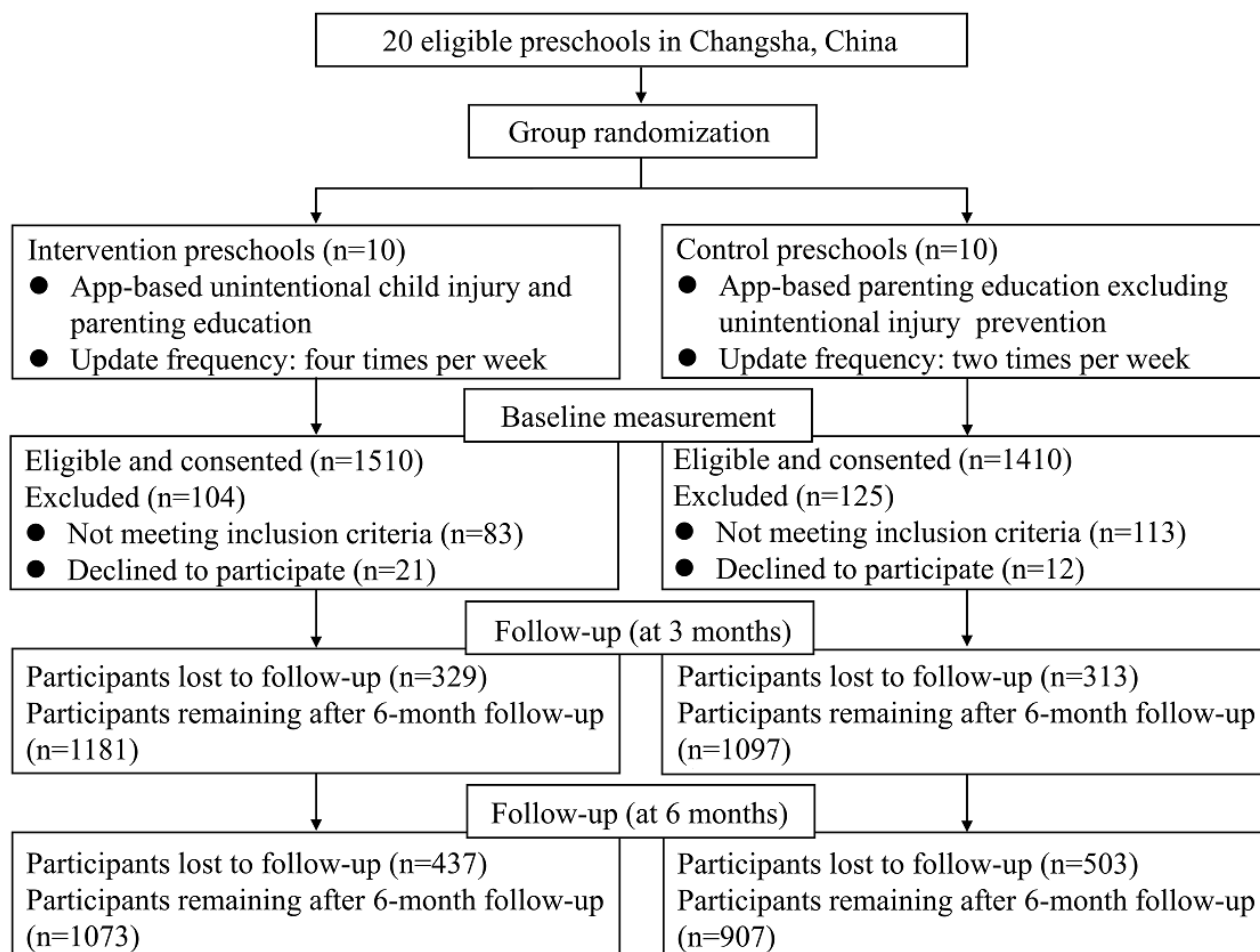 20 eligible preschools in Changsha, China
Group randomization
Intervention preschools (n=10)
● App-based unintentional child injury and
parenting education
● Update frequency: four times per week
Control preschools (n=10)
● App-based parenting education excluding
unintentional injury prevention
● Update frequency: two times per week
Baseline measurement
Eligible and consented (n=1510)
Excluded (n=104)
● Not meeting inclusion criteria (n=83)
● Declined to participate (n=21)
Eligible and consented (n=1410)
Excluded (n=125)
● Not meeting inclusion criteria (n=113)
● Declined to participate (n=12)
Follow-up (at 3 months)
Participants lost to follow-up (n=329)
Participants remaining after 6-month follow-up
(n=1181)
Participants lost to follow-up (n=313)
Participants remaining after 6-month follow-up
(n=1097)
Follow-up (at 6 months)
Participants lost to follow-up (n=437)
Participants remaining after 6-month follow-up
(n=1073)
Participants lost to follow-up (n=503)
Participants remaining after 6-month follow-up
(n=907)